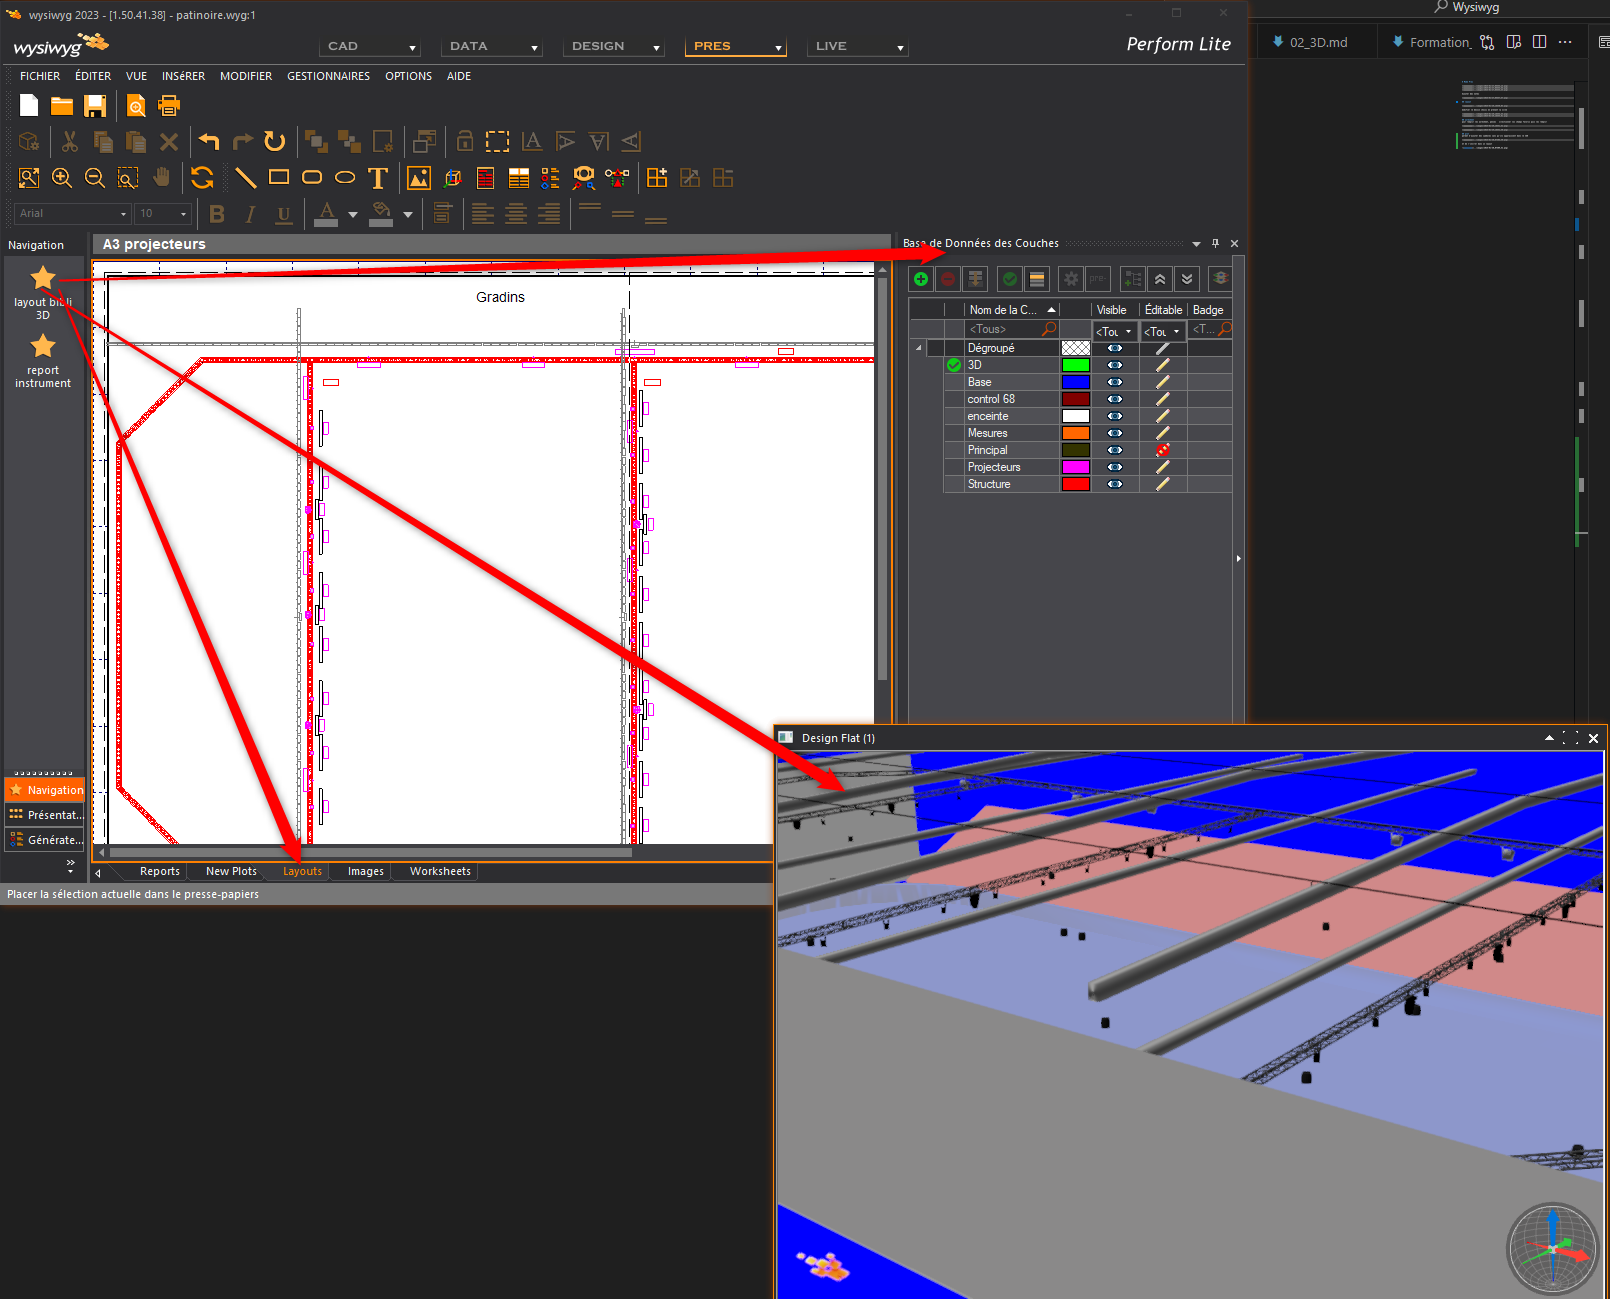 wysiwyg 2023 - [1.50.41.38] - patinoire.wyg:1
Wysiwyg
wysiwyg
CAD
DATA
DESIGN
PRES
LIVE
Perform Lite
02_3D.md
Formation_
FICHIER ÉDITER VUE INSéRER MODIFIER GESTIONNAIRES OPTIONS AIDE
Arial
10
B I U A
Navigation
A3 projecteurs
Base de Données des Couches
layout bibli
3D
report
instrument
Gradins
pre-
Nom de la C... Visible Éditable Badge
<Tous> <Tou <Tou <T...
Dégroupé
3D
Base
control 68
enceinte
Mesures
Principal
Projecteurs
Structure
Design Flat (1)
Navigation
Présentat...
Générate...
Reports New Plots Layouts Images Worksheets
Placer la sélection actuelle dans le presse-papiers